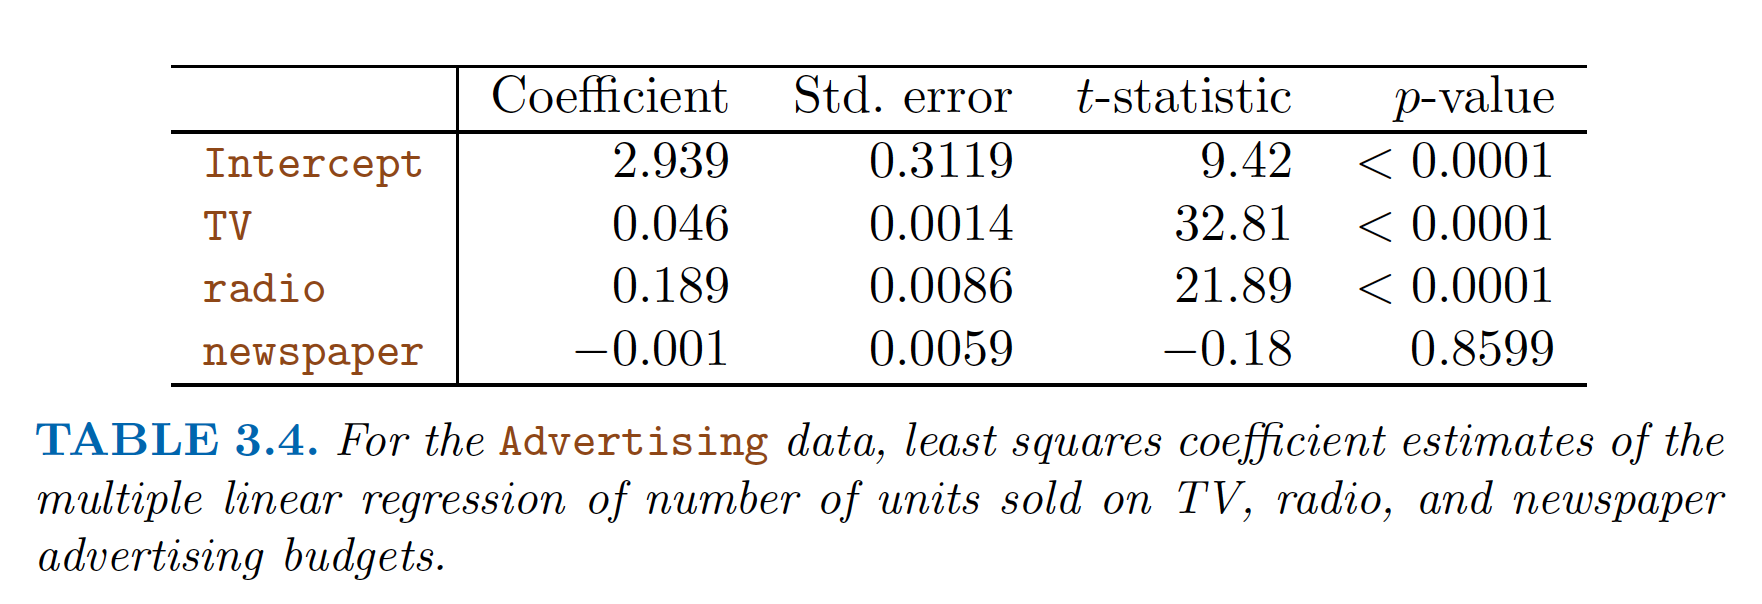 Coefficient Std. error t-statistic p-value
Intercept 2.939 0.3119 9.42 < 0.0001
TV 0.046 0.0014 32.81 < 0.0001
radio 0.189 0.0086 21.89 < 0.0001
newspaper −0.001 0.0059 −0.18 0.8599
TABLE 3.4. For the Advertising data, least squares coefficient estimates of the
multiple linear regression of number of units sold on TV, radio, and newspaper
advertising budgets.